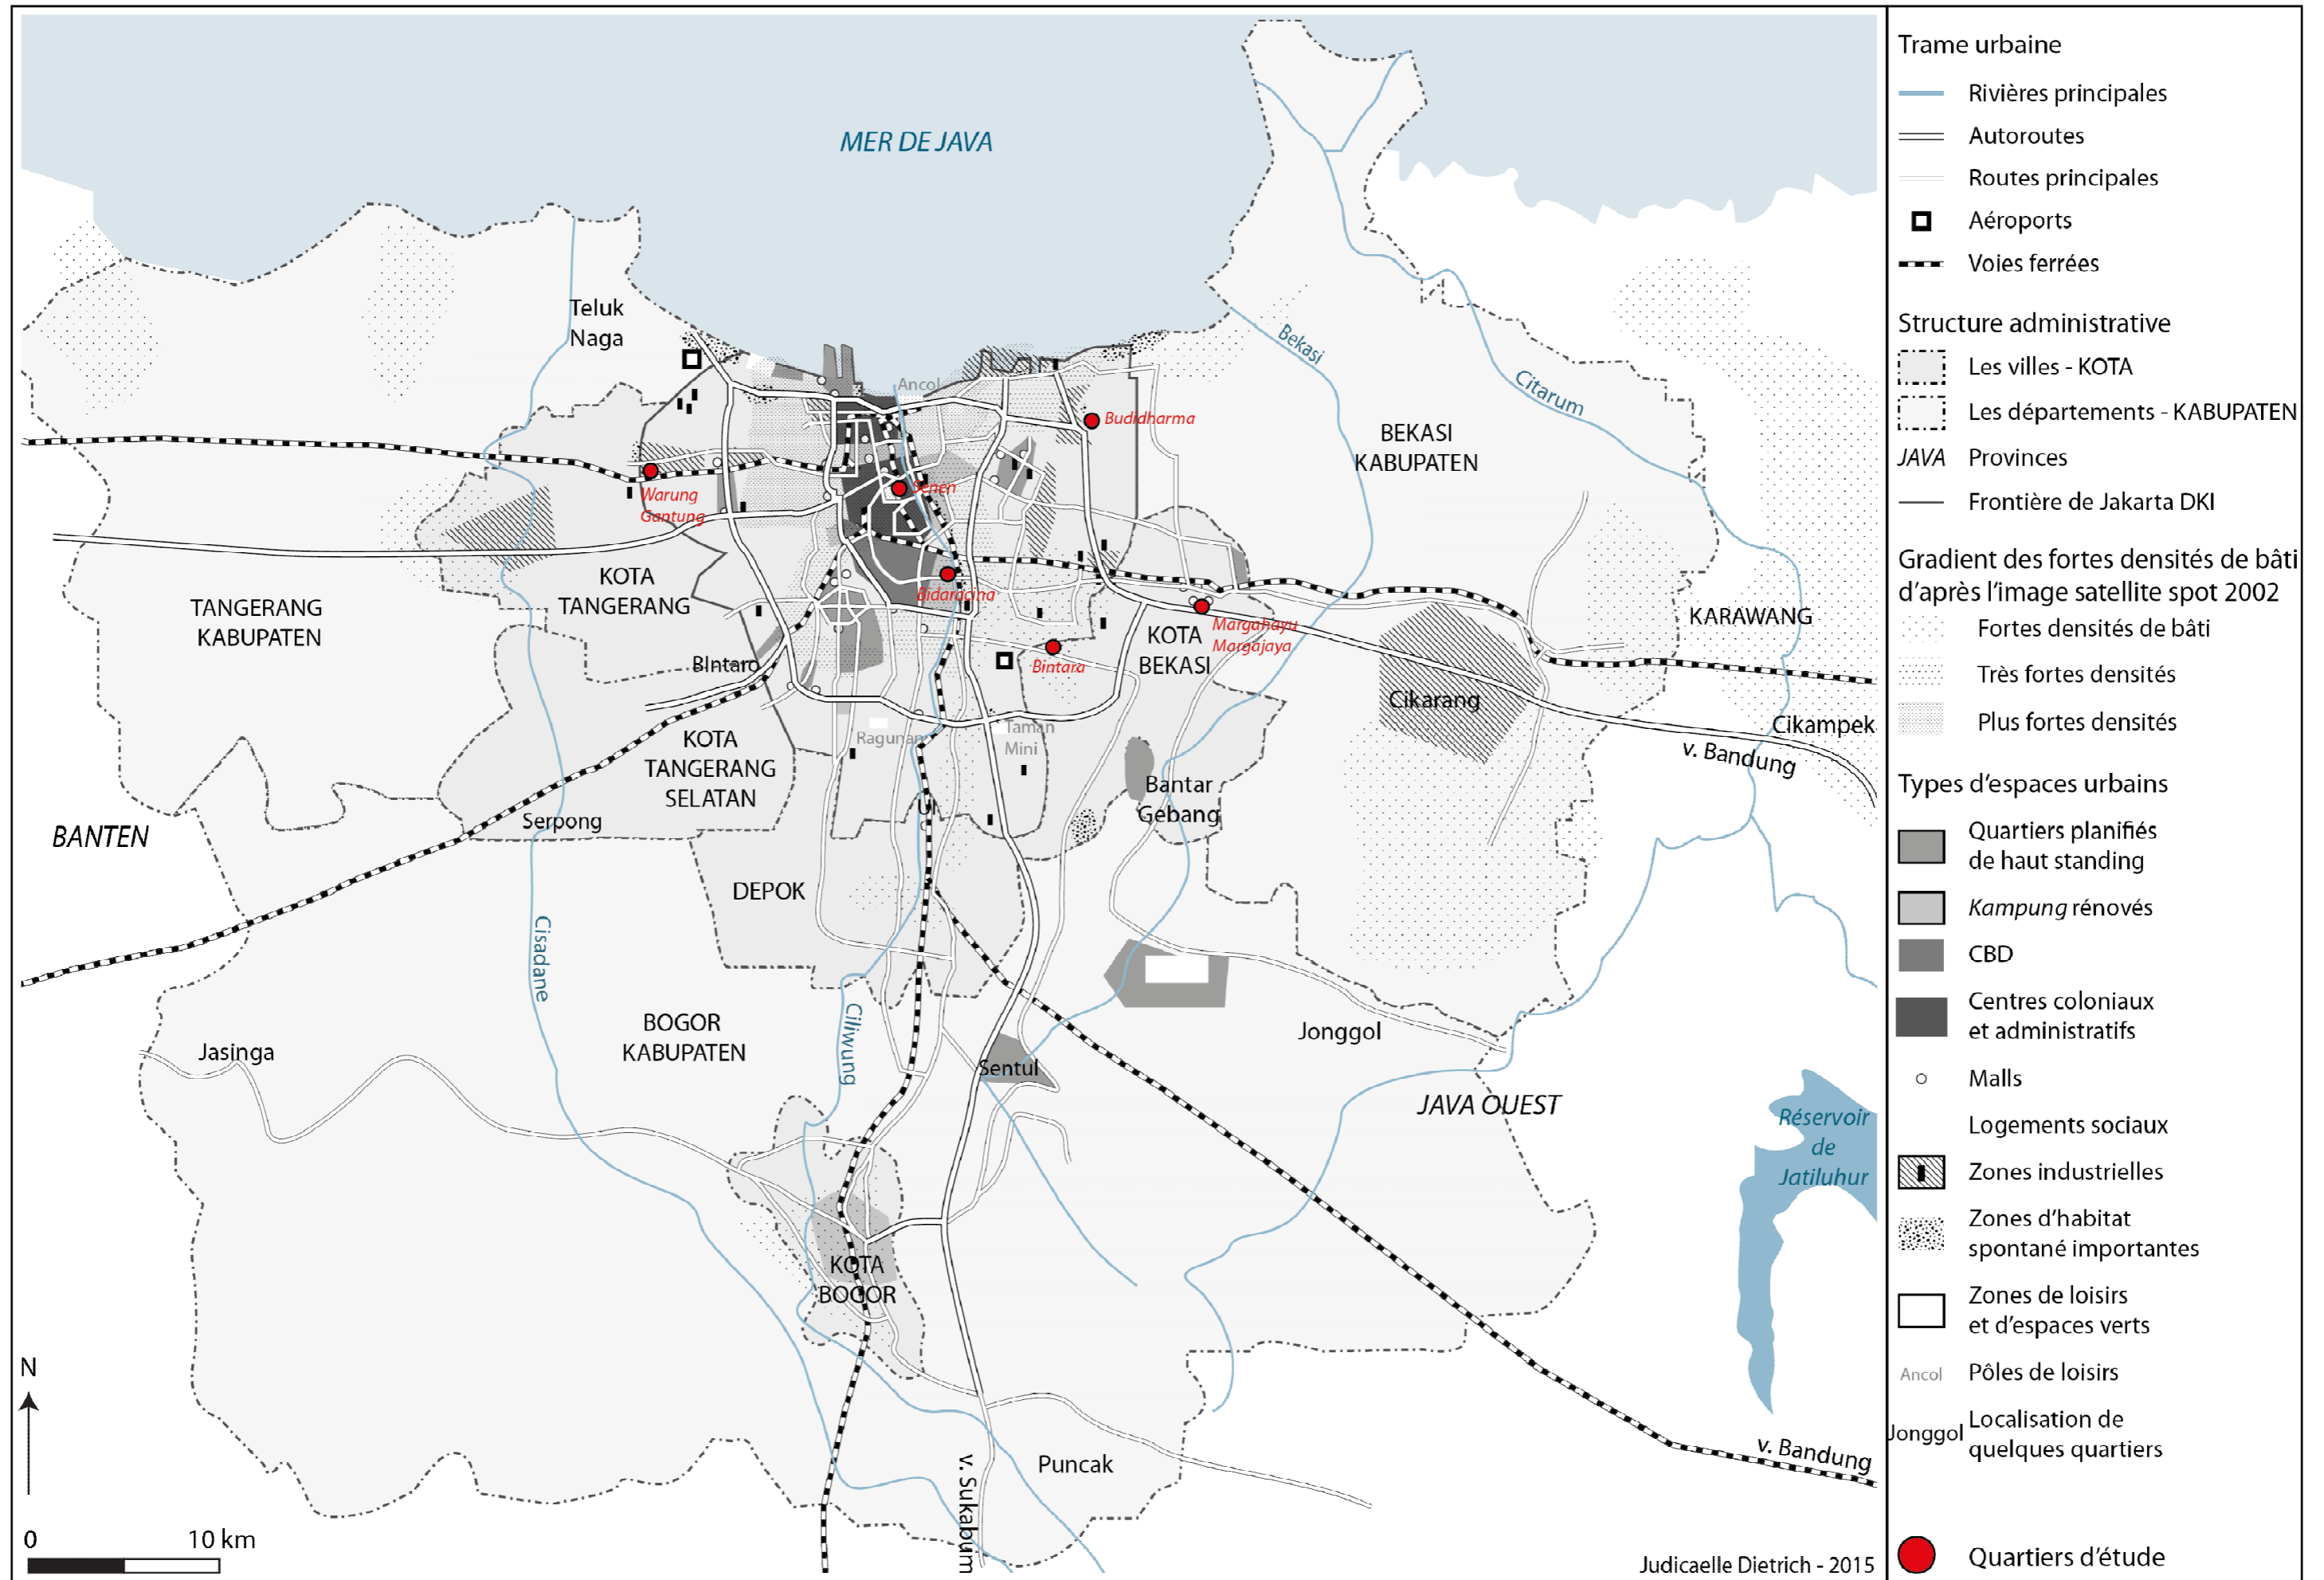 MER DE JAVA
Teluk
Naga
Ancol
Bekasi
Citarum
Budidharma
BEKASI
KABUPATEN
Warung
Gantung
Senen
KOTA
TANGERANG
TANGERANG
KABUPATEN
Bidaracina
Margahayu
Margajaya
KARAWANG
KOTA
BEKASI
BIntaro
Bintara
Cikarang
Cikampek
v. Bandung
Ragunan
Taman
Mini
KOTA
TANGERANG
SELATAN
Bantar
Gebang
UI
Serpong
BANTEN
DEPOK
Cisadane
Ciliwung
BOGOR
KABUPATEN
Jasinga
Jonggol
Sentul
JAVA OUEST
Réservoir
de
Jatiluhur
KOTA
BOGOR
N
Puncak
v. Bandung
v. Sukabum
0 10 km
Judicaelle Dietrich - 2015
Trame urbaine
Rivières principales
Autoroutes
Routes principales
Aéroports
Voies ferrées
Structure administrative
Les villes - KOTA
Les départements - KABUPATEN
JAVA Provinces
Frontière de Jakarta DKI
Gradient des fortes densités de bâti
d'après l'image satellite spot 2002
Fortes densités de bâti
Très fortes densités
Plus fortes densités
Types d'espaces urbains
Quartiers planifiés
de haut standing
Kampung rénovés
CBD
Centres coloniaux
et administratifs
Malls
Logements sociaux
Zones industrielles
Zones d'habitat
spontané importantes
Zones de loisirs
et d'espaces verts
Ancol Pôles de loisirs
Jonggol Localisation de
quelques quartiers
Quartiers d'étude